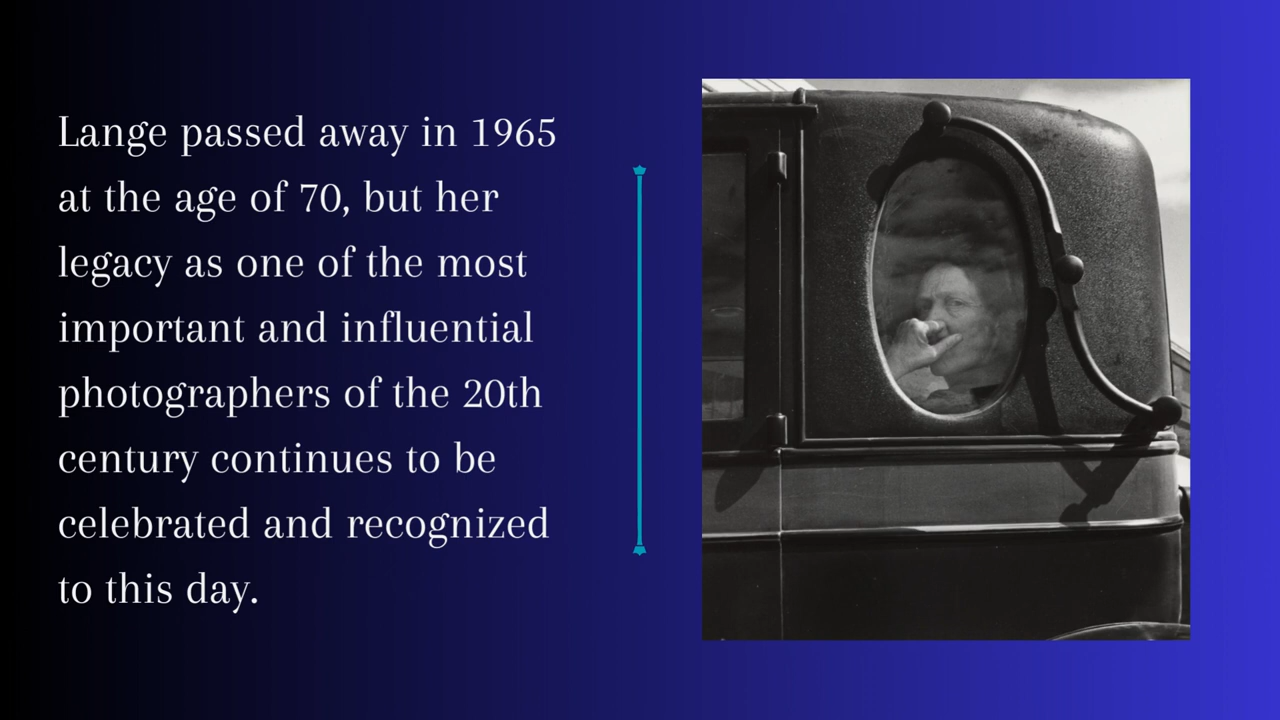 Lange passed away in 1965
at the age of 70, but her
legacy as one of the most
important and influential
photographers of the 20th
century continues to be
celebrated and recognized
to this day.